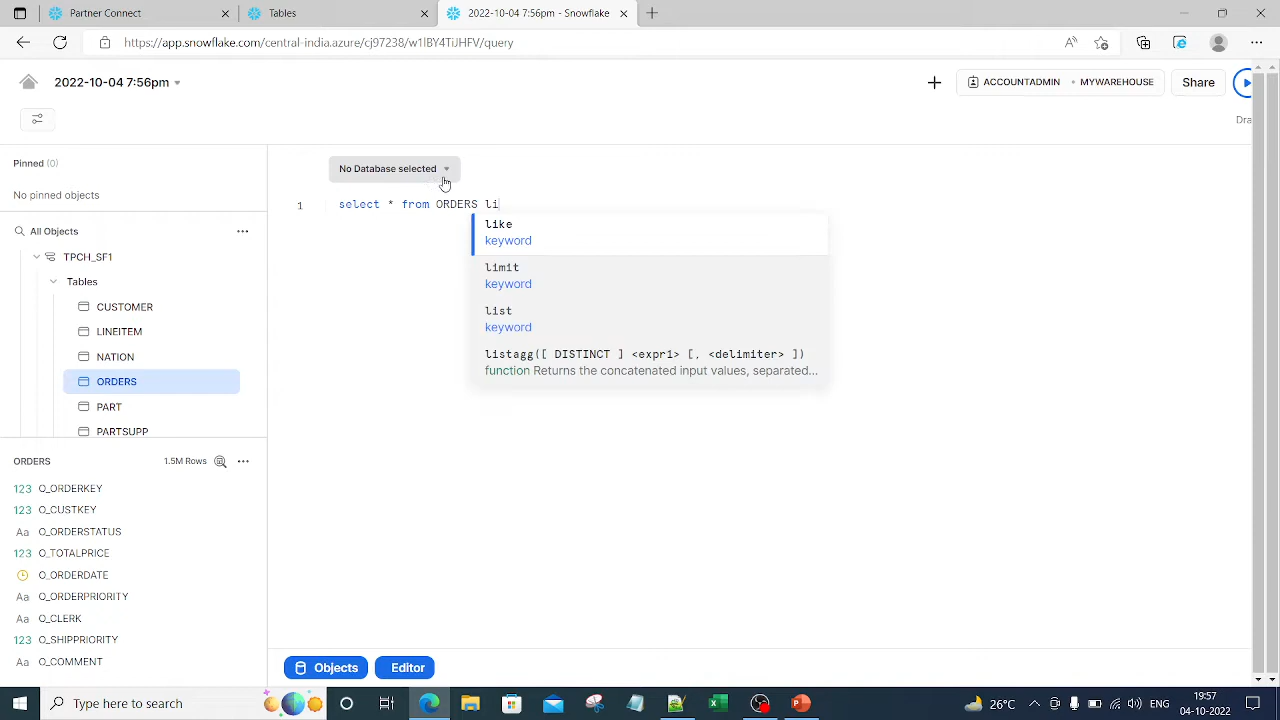 Partner Connect
Tables
2022-10-04 7:56pm - Snowflake
https://app.snowflake.com/central-india.azure/cj97238/w1lBY4TiJHFV/query
2022-10-04 7:56pm
ACCOUNTADMIN
MYWAREHOUSE
Share
Dra
Pinned (0)
No pinned objects
No Database selected
1
select * from ORDERS li
like
keyword
limit
keyword
list
keyword
listagg([ DISTINCT ] <expr1> [, <delimiter> ])
function Returns the concatenated input values, separated...
All Objects
TPCH_SF1
Tables
CUSTOMER
LINEITEM
NATION
ORDERS
PART
PARTSUPP
ORDERS
1.5M Rows
123 O_ORDERKEY
123 O_CUSTKEY
Aa O_ORDERSTATUS
123 O_TOTALPRICE
O_ORDERDATE
Aa O_ORDERPRIORITY
Aa O_CLERK
123 O_SHIPPRIORITY
Aa O_COMMENT
Objects
Editor
Type here to search
26°C
ENG
19:57
04-10-2022